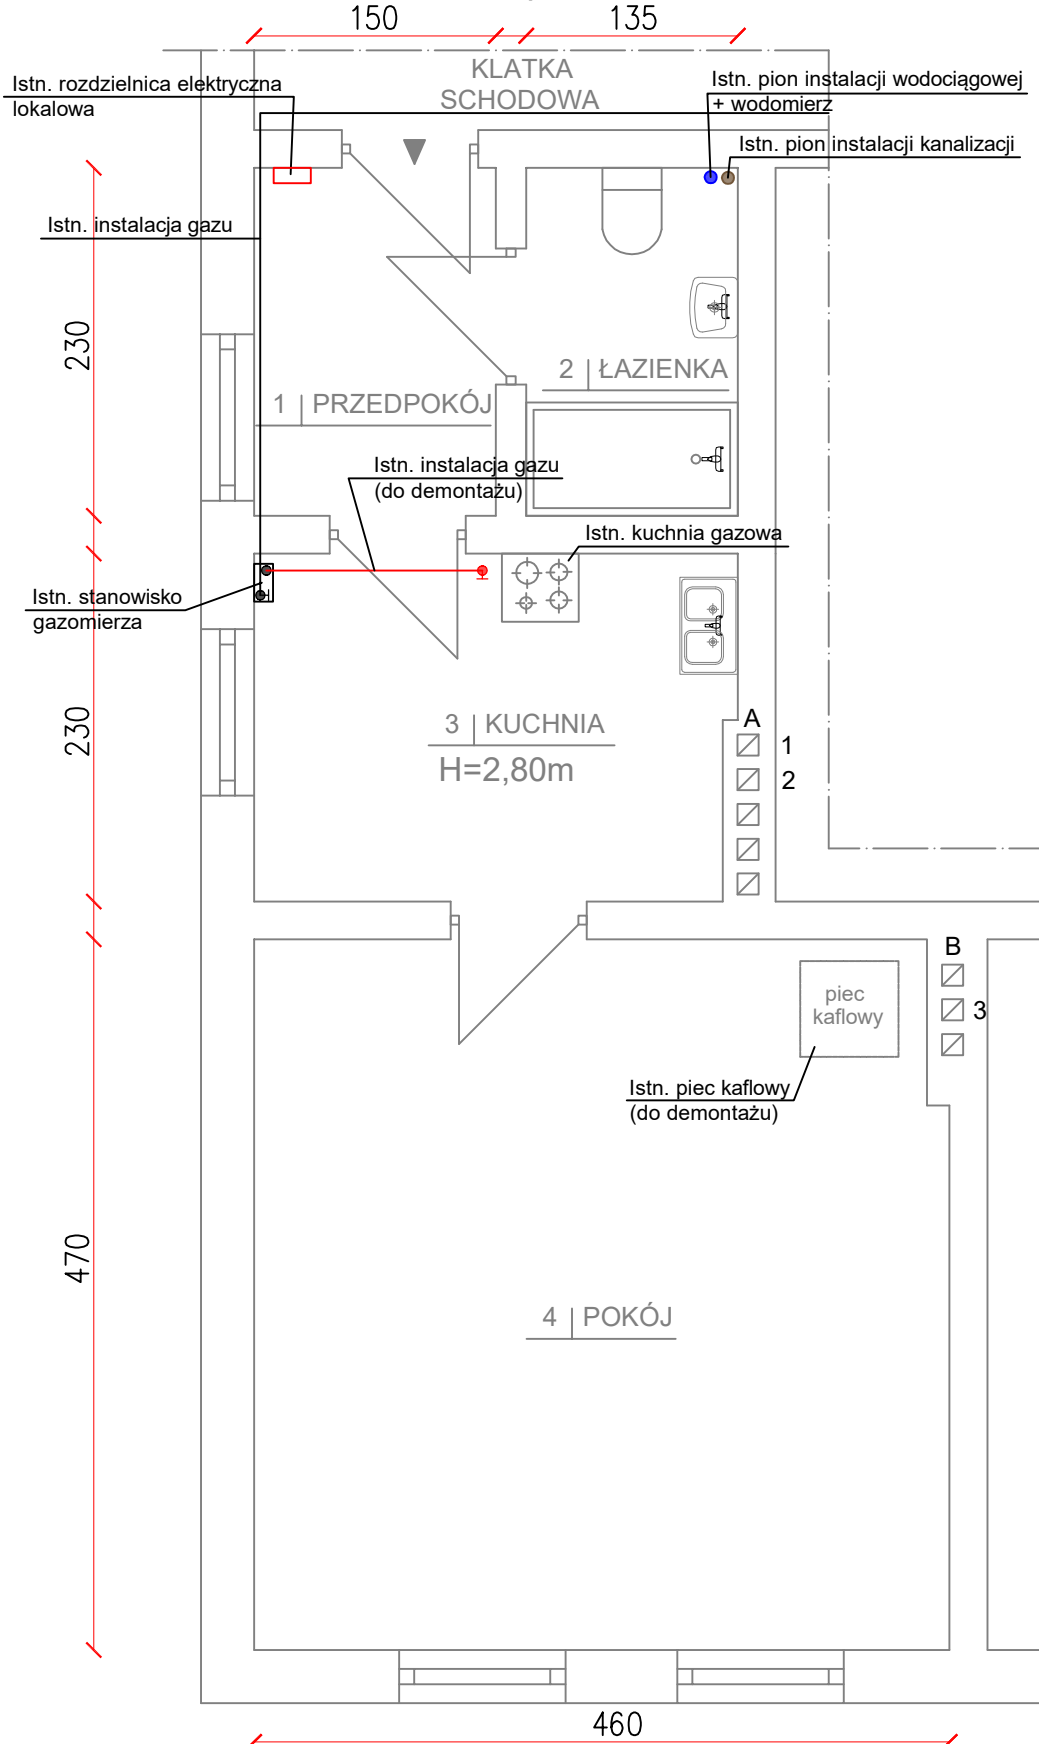 150
135
KLATKA
SCHODOWA
Istn. rozdzielnica elektryczna
lokalowa
Istn. pion instalacji wodociągowej
+ wodomierz
Istn. pion instalacji kanalizacji
Istn. instalacja gazu
230
2 ŁAZIENKA
1 PRZEDPOKÓJ
Istn. instalacja gazu
(do demontażu)
Istn. kuchnia gazowa
Istn. stanowisko
gazomierza
230
3 KUCHNIA
H=2,80m
A
1
2
B
3
piec
kaflowy
Istn. piec kaflowy
(do demontażu)
470
4 POKÓJ
460